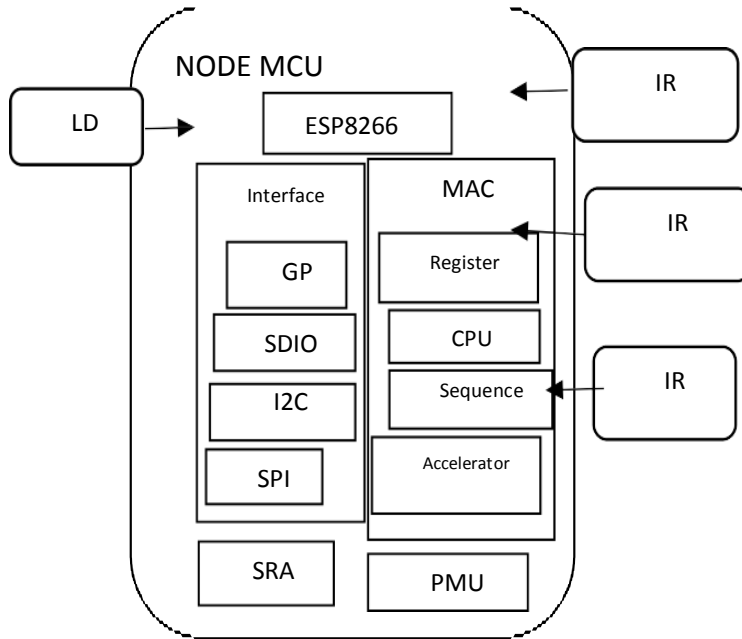 NODE MCU
LD
IR
ESP8266
Interface
MAC
IR
GP
Register
SDIO
CPU
I2C
Sequence
IR
SPI
Accelerator
SRA
PMU